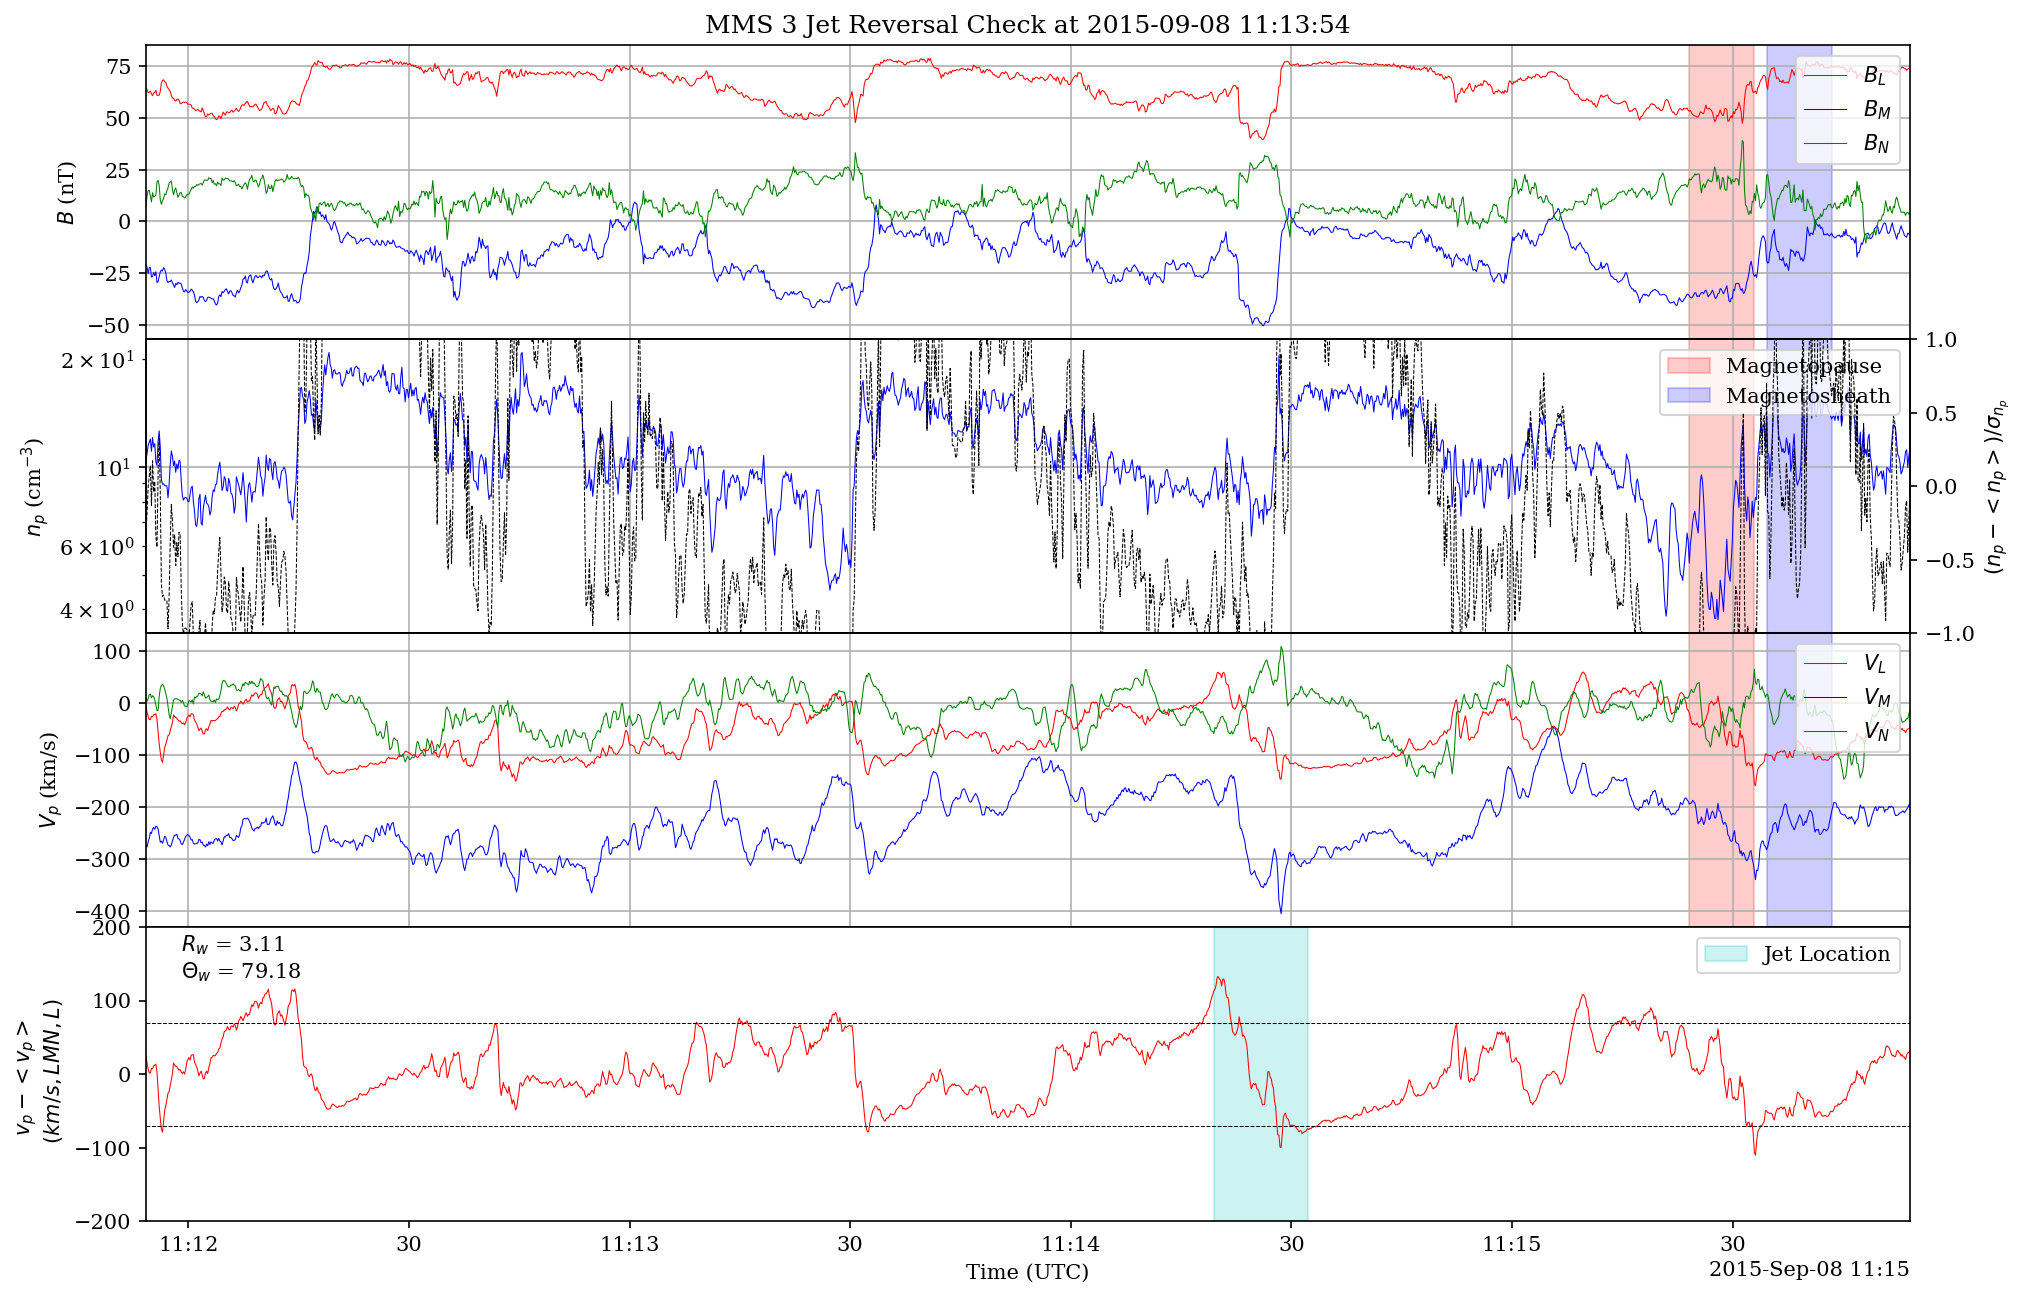 MMS 3 Jet Reversal Check at 2015-09-08 11:13:54
75
50
25
0
−25
−50
B (nT)
B_L
B_M
B_N
2 × 10^1
10^1
6 × 10^0
4 × 10^0
n_p (cm^−3)
1.0
0.5
0.0
−0.5
−1.0
(n_p − < n_p >)/σ_{n_p}
Magnetopause
Magnetosheath
100
0
−100
−200
−300
−400
V_p (km/s)
V_L
V_M
V_N
200
100
0
−100
−200
v_p − < v_p >
(km/s, LMN, L)
R_w = 3.11
Θ_w = 79.18
Jet Location
11:12
30
11:13
30
11:14
30
11:15
30
Time (UTC)
2015-Sep-08 11:15